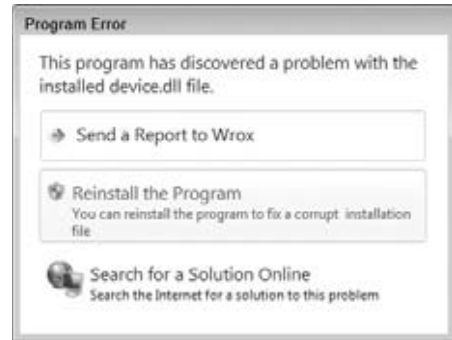 Program Error
This program has discovered a problem with the
installed device.dll file.
Send a Report to Wrox
Reinstall the Program
You can reinstall the program to fix a corrupt installation
file
Search for a Solution Online
Search the Internet for a solution to this problem